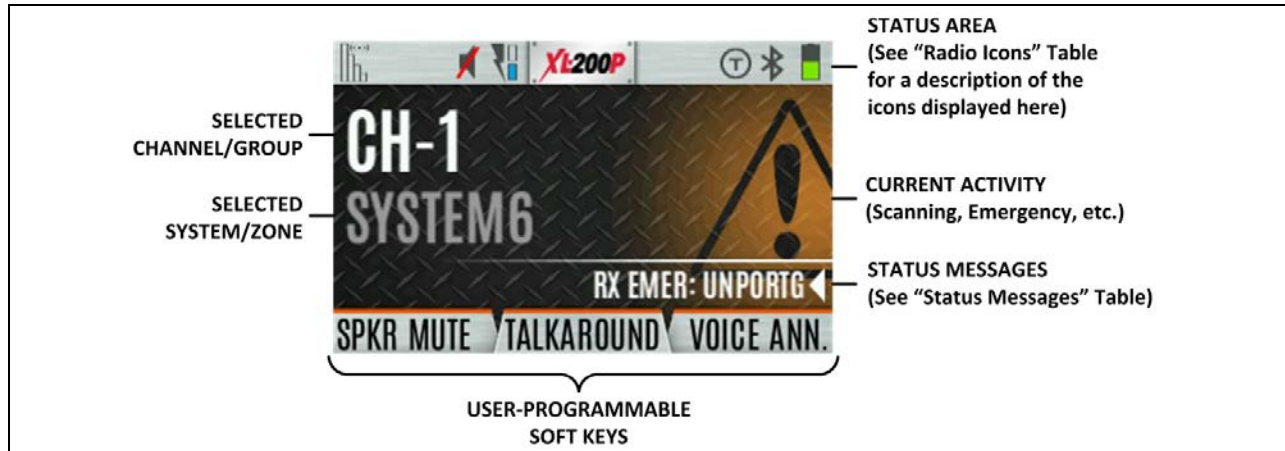 STATUS AREA
(See “Radio Icons” Table
for a description of the
icons displayed here)
XL-200P
T
SELECTED
CHANNEL/GROUP
CH-1
SELECTED
SYSTEM/ZONE
SYSTEM6
CURRENT ACTIVITY
(Scanning, Emergency, etc.)
RX EMER: UNPORTG
STATUS MESSAGES
(See “Status Messages” Table)
SPKR MUTE TALKAROUND VOICE ANN.
USER-PROGRAMMABLE
SOFT KEYS